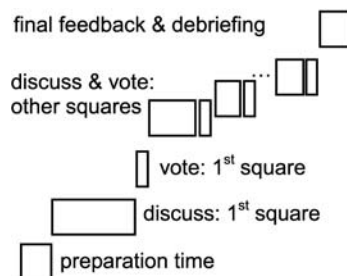 final feedback & debriefing
discuss & vote:
other squares
...
vote: 1st square
discuss: 1st square
preparation time